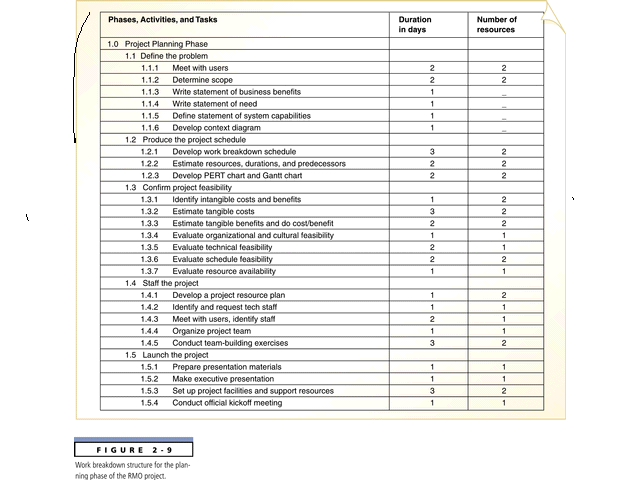 Phases, Activities, and Tasks Duration in days Number of resources
1.0 Project Planning Phase
1.1 Define the problem
1.1.1 Meet with users 2 2
1.1.2 Determine scope 2 2
1.1.3 Write statement of business benefits 1 _
1.1.4 Write statement of need 1 _
1.1.5 Define statement of system capabilities 1 _
1.1.6 Develop context diagram 1 _
1.2 Produce the project schedule
1.2.1 Develop work breakdown schedule 3 2
1.2.2 Estimate resources, durations, and predecessors 2 2
1.2.3 Develop PERT chart and Gantt chart 2 2
1.3 Confirm project feasibility
1.3.1 Identify intangible costs and benefits 1 2
1.3.2 Estimate tangible costs 3 2
1.3.3 Estimate tangible benefits and do cost/benefit 2 2
1.3.4 Evaluate organizational and cultural feasibility 1 1
1.3.5 Evaluate technical feasibility 2 1
1.3.6 Evaluate schedule feasibility 2 2
1.3.7 Evaluate resource availability 1 1
1.4 Staff the project
1.4.1 Develop a project resource plan 1 2
1.4.2 Identify and request tech staff 1 1
1.4.3 Meet with users, identify staff 2 1
1.4.4 Organize project team 1 1
1.4.5 Conduct team-building exercises 3 2
1.5 Launch the project
1.5.1 Prepare presentation materials 1 1
1.5.2 Make executive presentation 1 1
1.5.3 Set up project facilities and support resources 3 2
1.5.4 Conduct official kickoff meeting 1 1
FIGURE 2-9
Work breakdown structure for the plan-
ning phase of the RMO project.